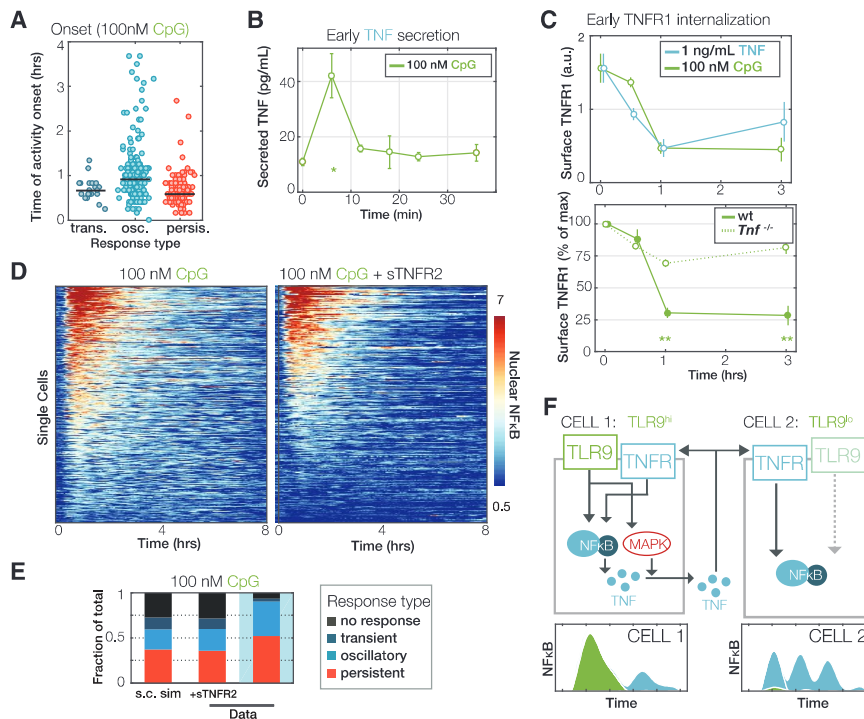 A
Onset (100nM CpG)
Time of activity onset (hrs)
4
3
2
1
0
trans. osc. persis.
Response type
B
Early TNF secretion
100 nM CpG
Secreted TNF (pg/mL)
60
40
20
0
*
0 10 20 30
Time (min)
C
Early TNFR1 internalization
1 ng/mL TNF
100 nM CpG
Surface TNFR1 (a.u.)
2
1
0
0 1 2 3
wt
Tnf -/-
Surface TNFR1 (% of max)
100
75
50
25
0
** **
0 1 2 3
Time (hrs)
D
100 nM CpG
100 nM CpG + sTNFR2
Single Cells
0 4 8
Time (hrs)
0 4 8
Time (hrs)
7
Nuclear NFκB
0.5
E
100 nM CpG
Fraction of total
1
0.5
0
s.c. sim +sTNFR2
Data
Response type
no response
transient
oscillatory
persistent
F
CELL 1: TLR9hi
CELL 2: TLR9lo
TLR9
TNFR
TNFR
TLR9
NFκB
MAPK
TNF
TNF
NFκB
CELL 1
NFκB
Time
CELL 2
NFκB
Time